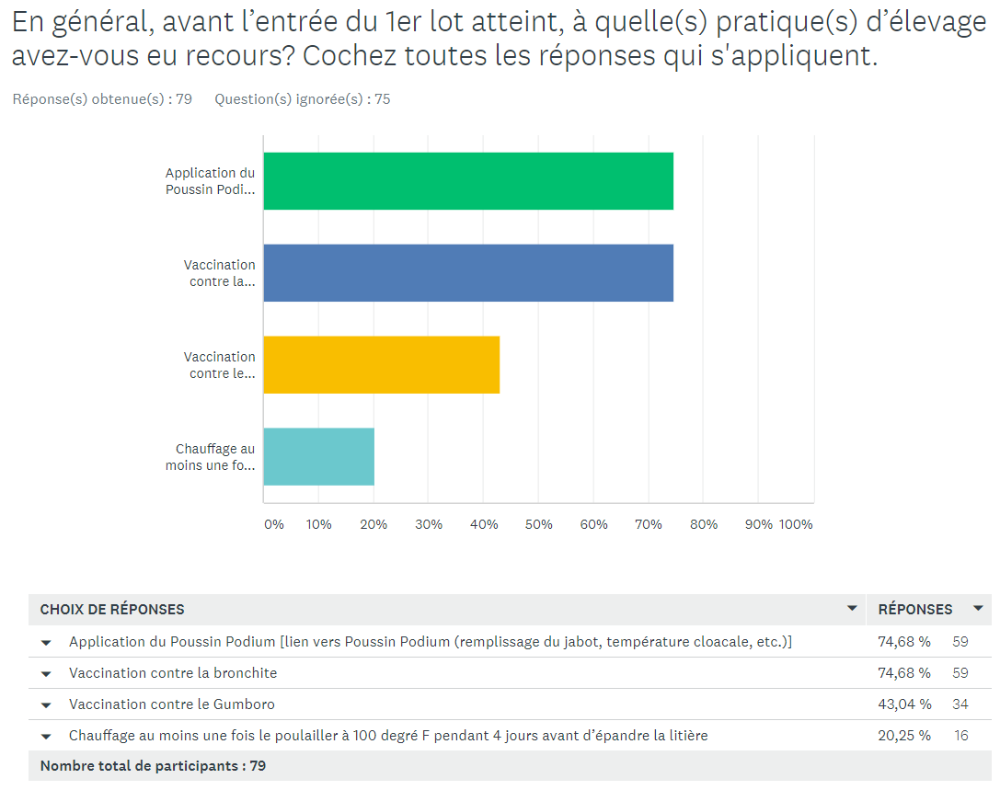 En général, avant l’entrée du 1er lot atteint, à quelle(s) pratique(s) d’élevage
avez-vous eu recours? Cochez toutes les réponses qui s'appliquent.
Réponse(s) obtenue(s) : 79 Question(s) ignorée(s) : 75
Application du
Poussin Podi...
Vaccination
contre la...
Vaccination
contre le...
Chauffage au
moins une fo...
0% 10% 20% 30% 40% 50% 60% 70% 80% 90% 100%
CHOIX DE RÉPONSES RÉPONSES
Application du Poussin Podium [lien vers Poussin Podium (remplissage du jabot, température cloacale, etc.)] 74,68 % 59
Vaccination contre la bronchite 74,68 % 59
Vaccination contre le Gumboro 43,04 % 34
Chauffage au moins une fois le poulailler à 100 degré F pendant 4 jours avant d’épandre la litière 20,25 % 16
Nombre total de participants : 79